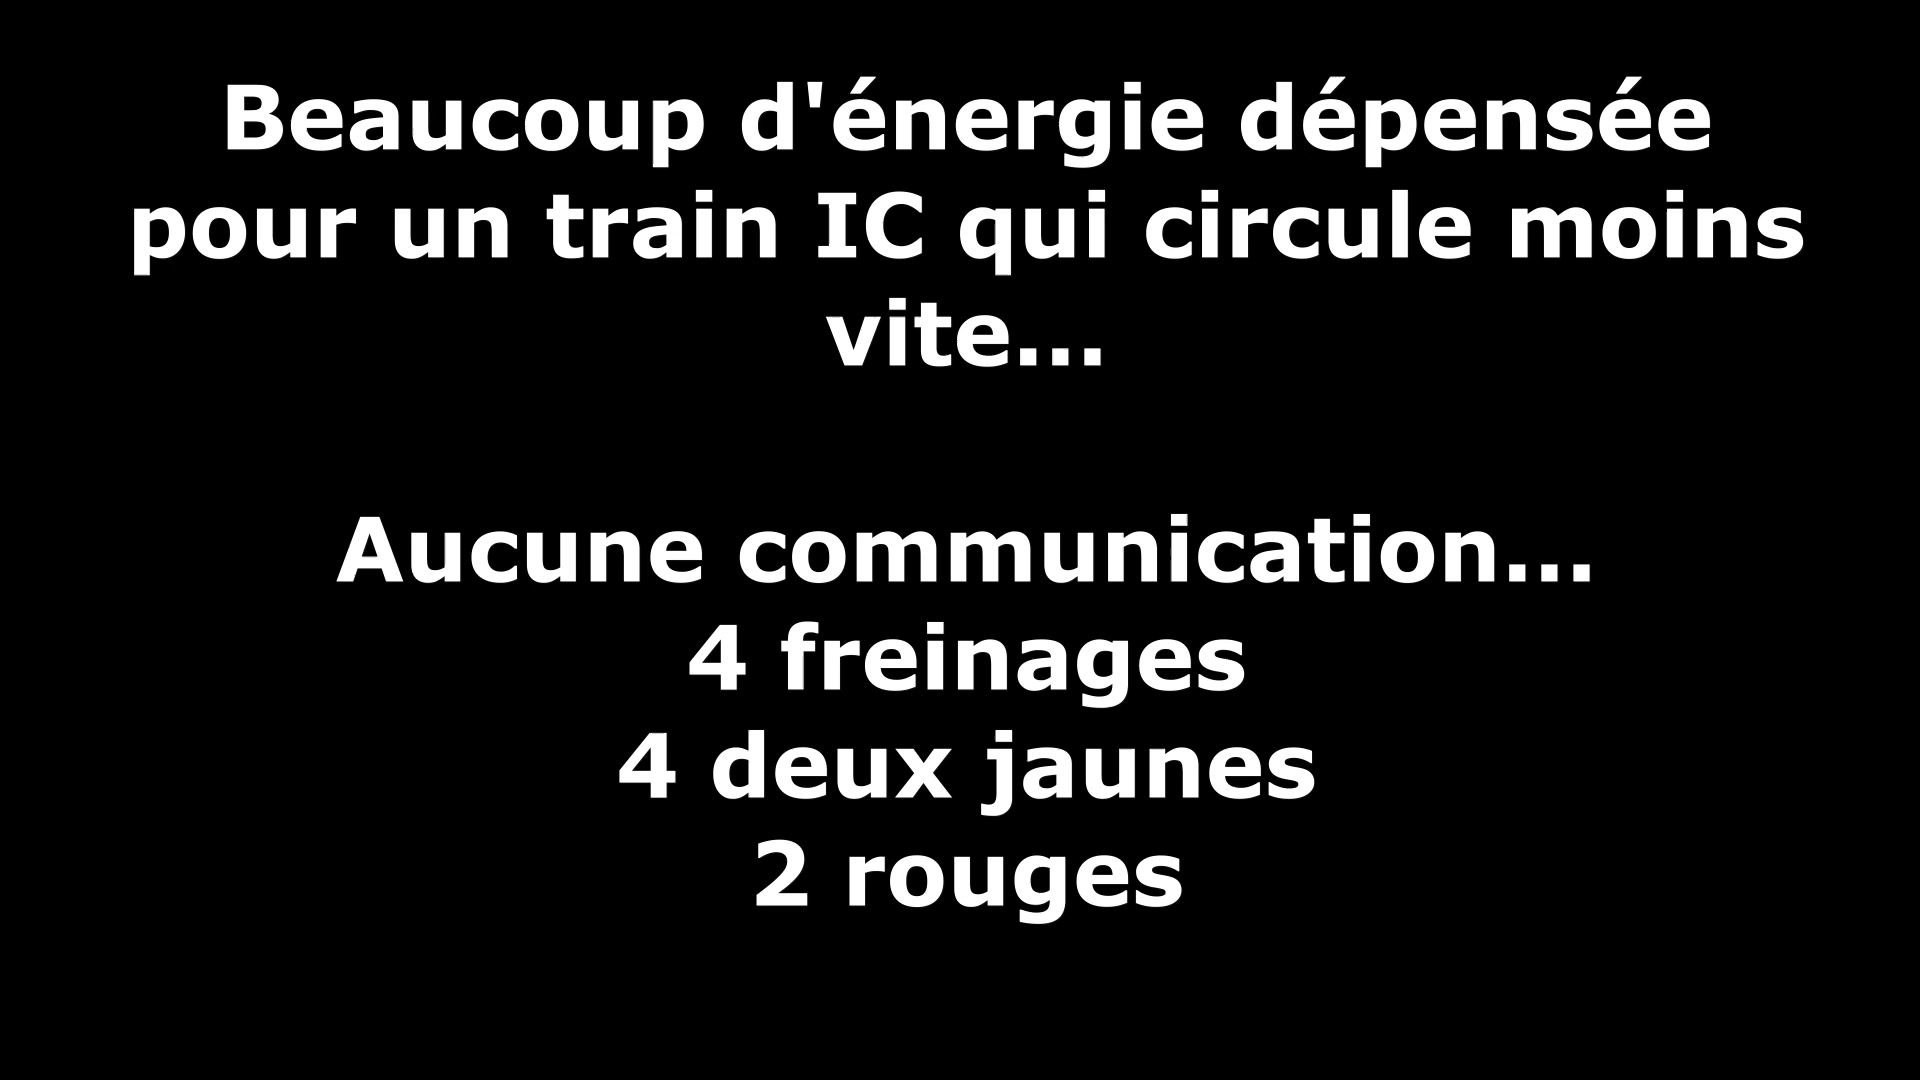 Beaucoup d'énergie dépensée
pour un train IC qui circule moins
vite...
Aucune communication...
4 freinages
4 deux jaunes
2 rouges